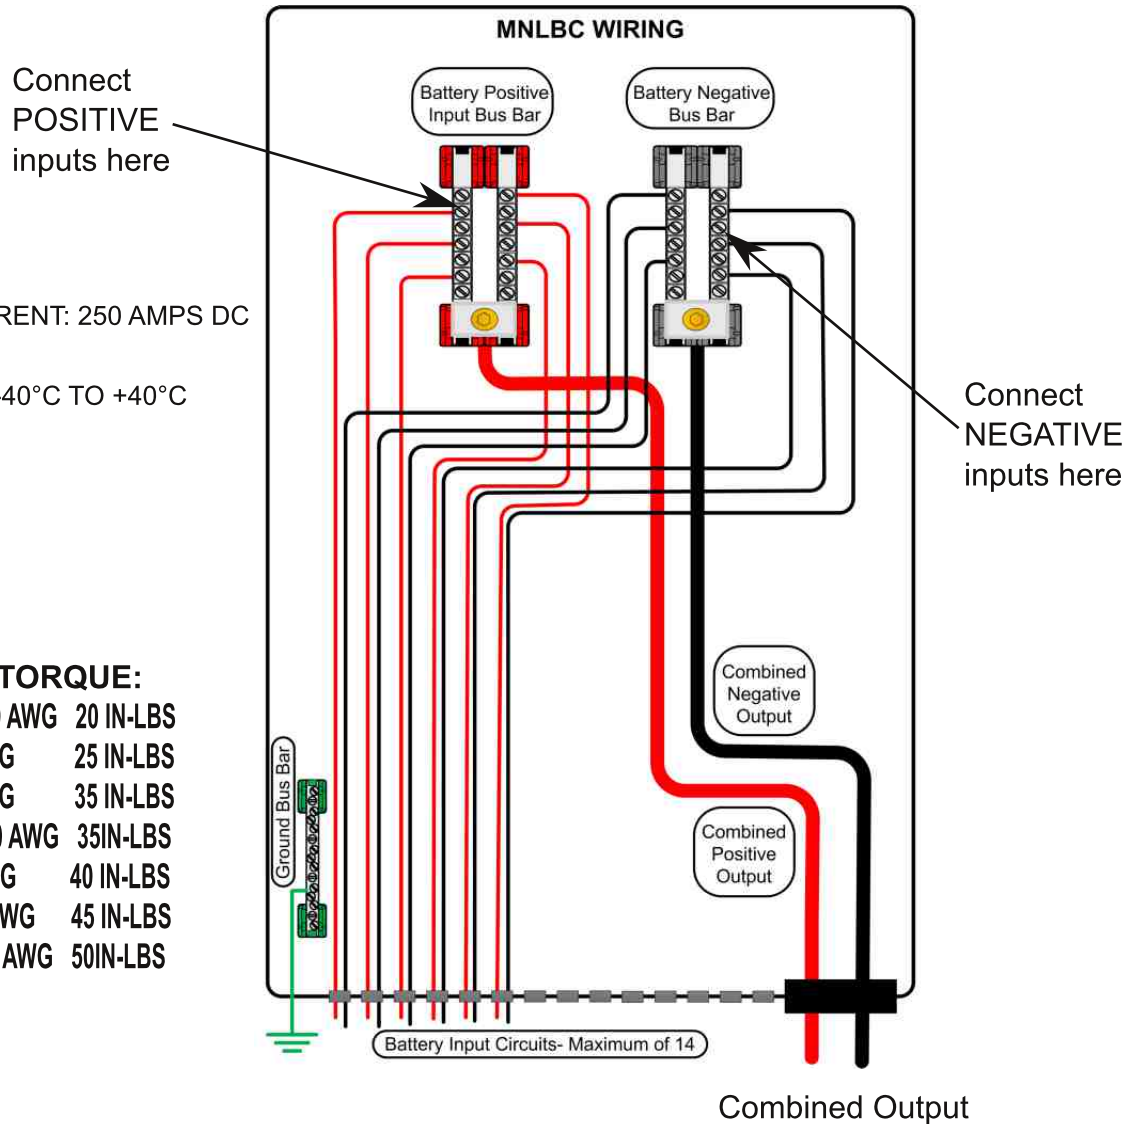 MNLBC WIRING
Connect
POSITIVE
inputs here
Battery Positive
Input Bus Bar
Battery Negative
Bus Bar
RENT: 250 AMPS DC
40°C TO +40°C
Connect
NEGATIVE
inputs here
TORQUE:
AWG 20 IN-LBS
G 25 IN-LBS
G 35 IN-LBS
AWG 35IN-LBS
G 40 IN-LBS
WG 45 IN-LBS
AWG 50IN-LBS
Combined
Negative
Output
Ground Bus Bar
Combined
Positive
Output
Battery Input Circuits- Maximum of 14
Combined Output